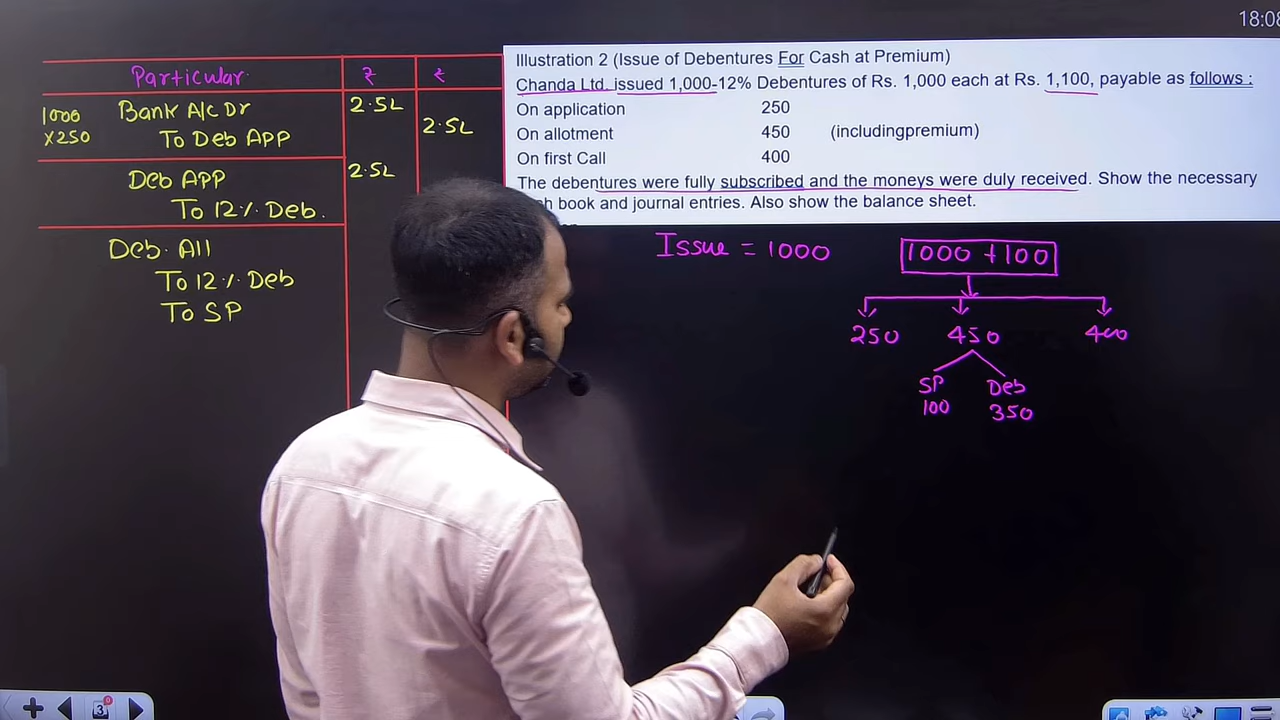 18:08
Particular ₹ ₹
1000 Bank A/c Dr 2.5L
X250 To Deb APP 2.5L
Deb APP 2.5L
To 12% Deb.
Deb. All
To 12% Deb
To SP
Illustration 2 (Issue of Debentures For Cash at Premium)
Chanda Ltd. issued 1,000-12% Debentures of Rs. 1,000 each at Rs. 1,100, payable as follows :
On application 250
On allotment 450 (includingpremium)
On first Call 400
The debentures were fully subscribed and the moneys were duly received. Show the necessary
book and journal entries. Also show the balance sheet.
Issue = 1000 1000 + 100
250 450 400
SP Deb
100 350
3